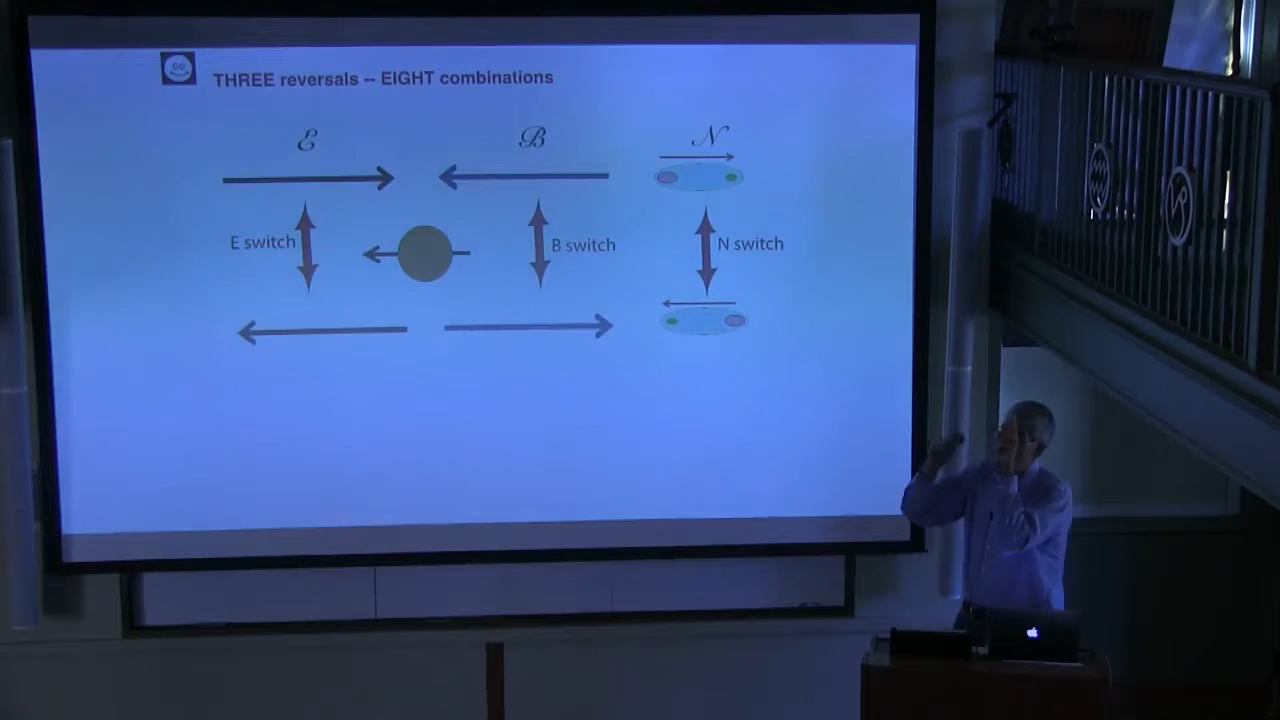 THREE reversals -- EIGHT combinations
ℰ ℬ 𝒩
E switch
B switch
N switch